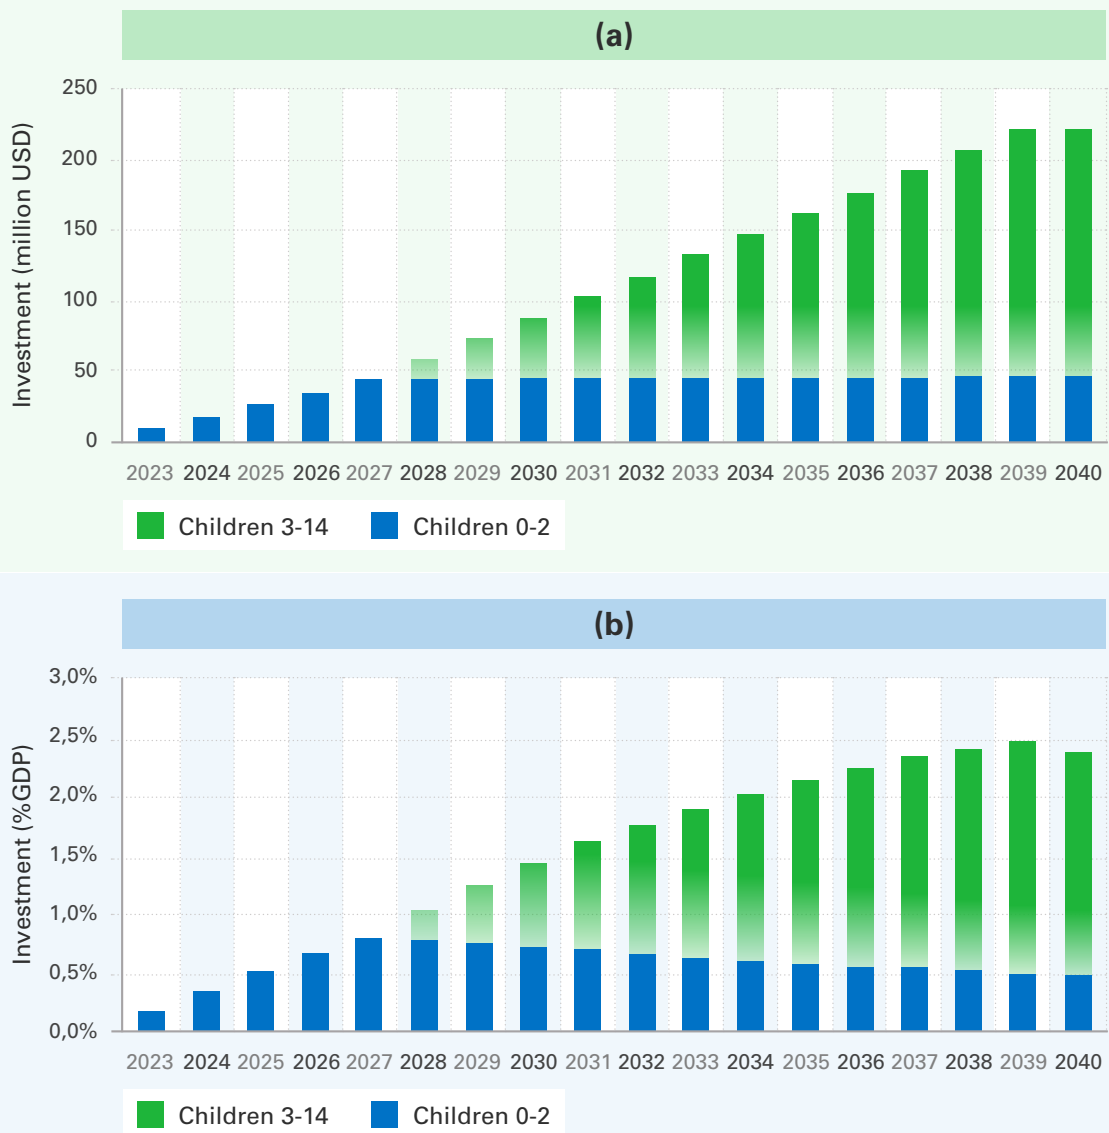 (a)
Investment (million USD)
250
200
150
100
50
0
2023 2024 2025 2026 2027 2028 2029 2030 2031 2032 2033 2034 2035 2036 2037 2038 2039 2040
Children 3-14 Children 0-2
(b)
Investment (%GDP)
3,0%
2,5%
2,0%
1,5%
1,0%
0,5%
0,0%
2023 2024 2025 2026 2027 2028 2029 2030 2031 2032 2033 2034 2035 2036 2037 2038 2039 2040
Children 3-14 Children 0-2